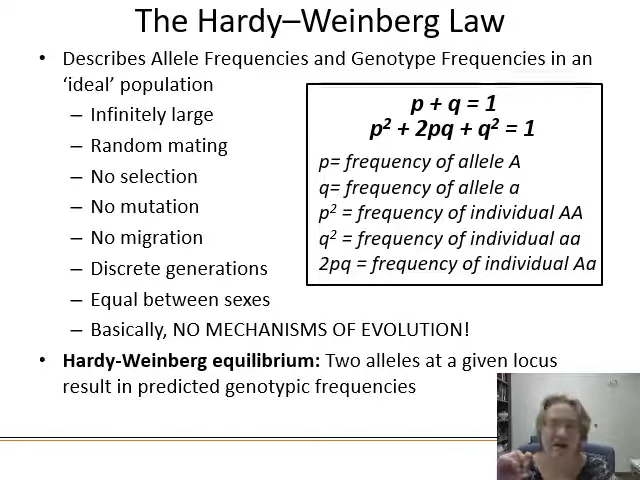 The Hardy–Weinberg Law
• Describes Allele Frequencies and Genotype Frequencies in an
‘ideal’ population
– Infinitely large
– Random mating
– No selection
– No mutation
– No migration
– Discrete generations
– Equal between sexes
– Basically, NO MECHANISMS OF EVOLUTION!
p + q = 1
p² + 2pq + q² = 1
p= frequency of allele A
q= frequency of allele a
p² = frequency of individual AA
q² = frequency of individual aa
2pq = frequency of individual Aa
• Hardy-Weinberg equilibrium: Two alleles at a given locus
result in predicted genotypic frequencies